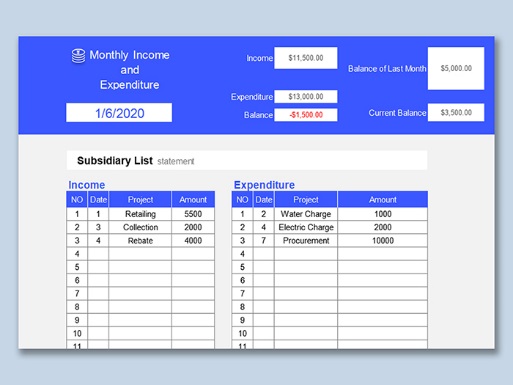 Monthly Income
and
Expenditure
1/6/2020
Income $11,500.00
Expenditure $13,000.00
Balance -$1,500.00
Balance of Last Month $5,000.00
Current Balance $3,500.00
Subsidiary List statement
Income
NO Date Project Amount
1 1 Retailing 5500
2 3 Collection 2000
3 4 Rebate 4000
4
5
6
7
8
9
10
11
Expenditure
NO Date Project Amount
1 2 Water Charge 1000
2 4 Electric Charge 2000
3 7 Procurement 10000
4
5
6
7
8
9
10
11